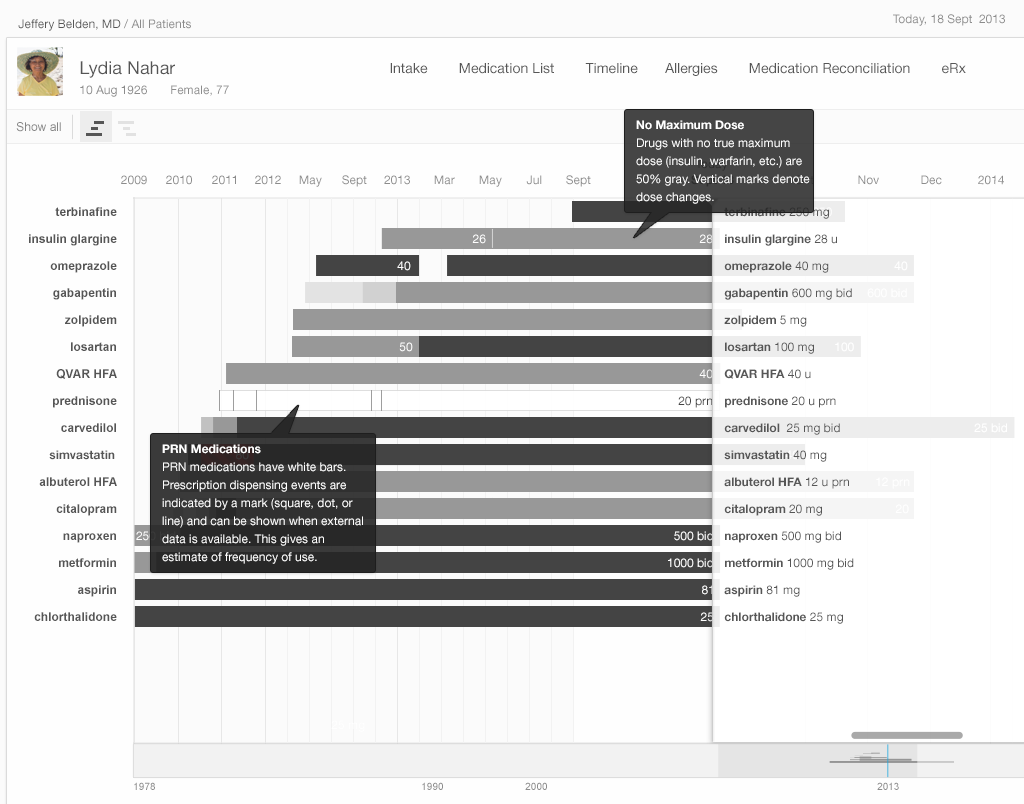 Jeffery Belden, MD / All Patients
Today, 18 Sept 2013
Lydia Nahar
10 Aug 1926 Female, 77
Intake Medication List Timeline Allergies Medication Reconciliation eRx
Show all
No Maximum Dose
Drugs with no true maximum
dose (insulin, warfarin, etc.) are
50% gray. Vertical marks denote
dose changes.
2009 2010 2011 2012 May Sept 2013 Mar May Jul Sept Nov Dec 2014
terbinafine terbinafine 250 mg
insulin glargine 26 28 insulin glargine 28 u
omeprazole 40 omeprazole 40 mg 40
gabapentin gabapentin 600 mg bid 600 bid
zolpidem zolpidem 5 mg
losartan 50 losartan 100 mg 100
QVAR HFA 40 QVAR HFA 40 u
prednisone 20 prn prednisone 20 u prn
carvedilol carvedilol 25 mg bid 25 bid
simvastatin simvastatin 40 mg
albuterol HFA albuterol HFA 12 u prn 12 prn
citalopram citalopram 20 mg 20
naproxen 250 500 bid naproxen 500 mg bid
metformin 1000 bid metformin 1000 mg bid
aspirin 81 aspirin 81 mg
chlorthalidone 25 chlorthalidone 25 mg
PRN Medications
PRN medications have white bars.
Prescription dispensing events are
indicated by a mark (square, dot, or
line) and can be shown when external
data is available. This gives an
estimate of frequency of use.
1978 1990 2000 2013